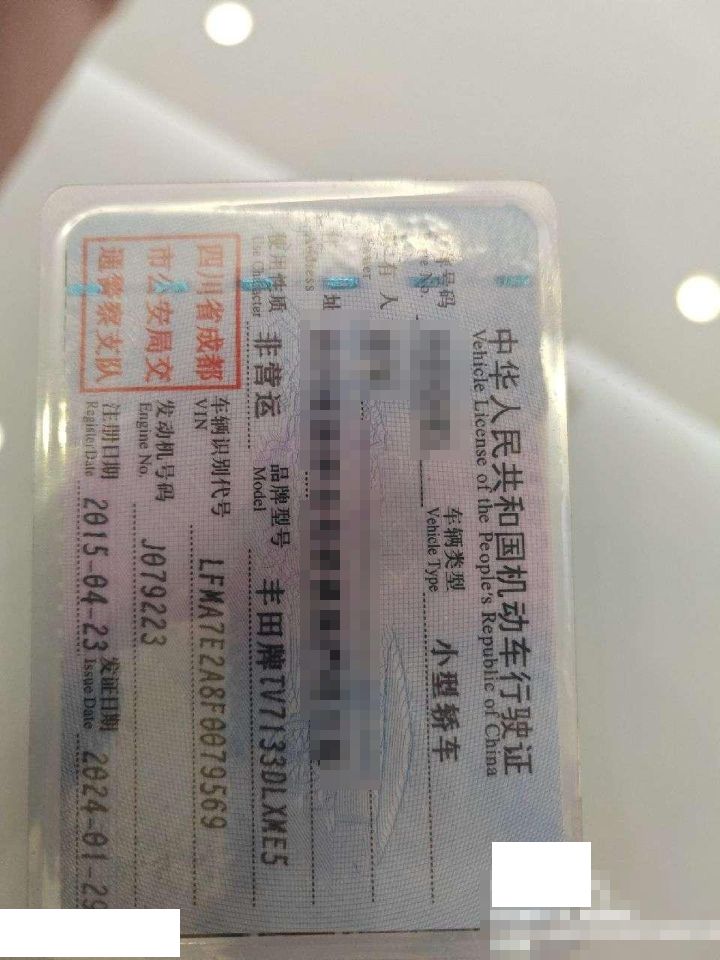 中华人民共和国机动车行驶证
Vehicle License of the People's Republic of China
号码
No.
车辆类型
Vehicle Type
小型轿车
有人
址
Address
使用性质
Use Character
非营运
品牌型号
Model
丰田牌TV7133DLXME5
四川省成都
市公安局交
通警察支队
车辆识别代号
VIN
LFMA7E2A8F0079569
发动机号码
Engine No.
J079223
注册日期
Register Date
2015-04-23
发证日期
Issue Date
2024-01-29